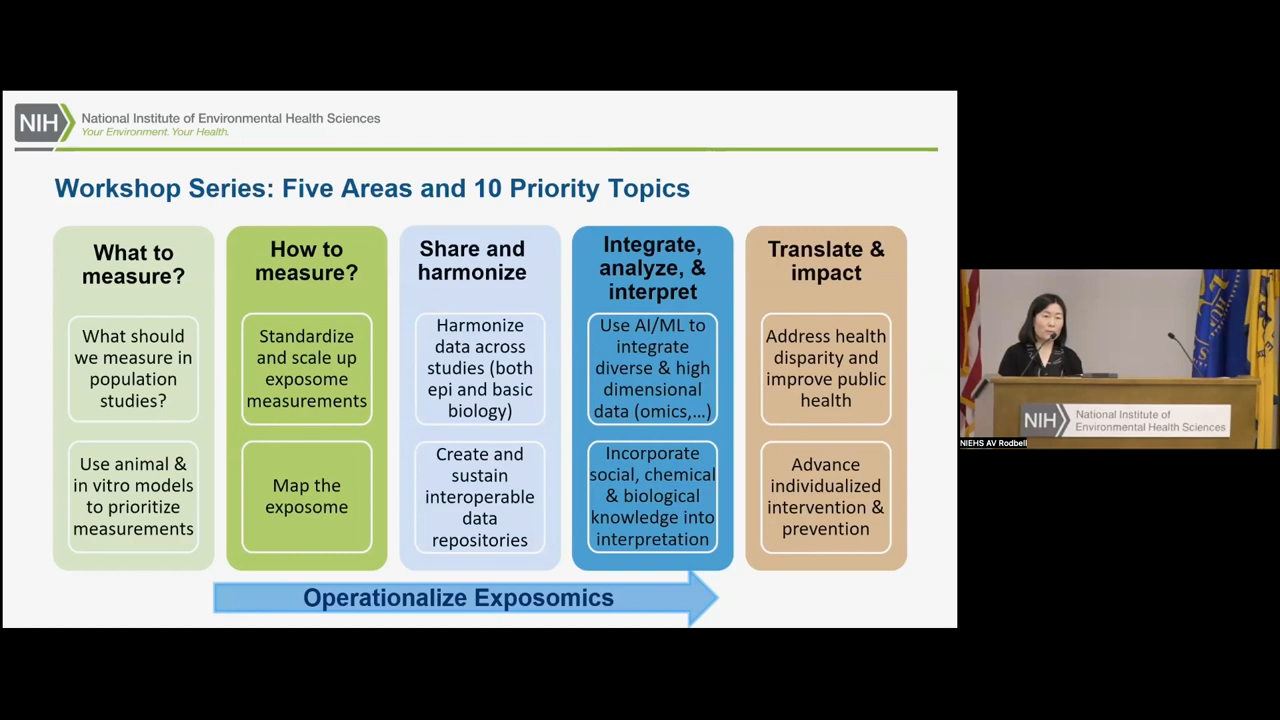 NIH
National Institute of Environmental Health Sciences
Your Environment. Your Health.
Workshop Series: Five Areas and 10 Priority Topics
What to
measure?
What should
we measure in
population
studies?
Use animal &
in vitro models
to prioritize
measurements
How to
measure?
Standardize
and scale up
exposome
measurements
Map the
exposome
Share and
harmonize
Harmonize
data across
studies (both
epi and basic
biology)
Create and
sustain
interoperable
data
repositories
Integrate,
analyze, &
interpret
Use AI/ML to
integrate
diverse & high
dimensional
data (omics,...)
Incorporate
social, chemical
& biological
knowledge into
interpretation
Translate &
impact
Address health
disparity and
improve public
health
Advance
individualized
intervention &
prevention
Operationalize Exposomics
NIH
National Institute of
Environmental Health Sciences
NIEHS AV Rodbell